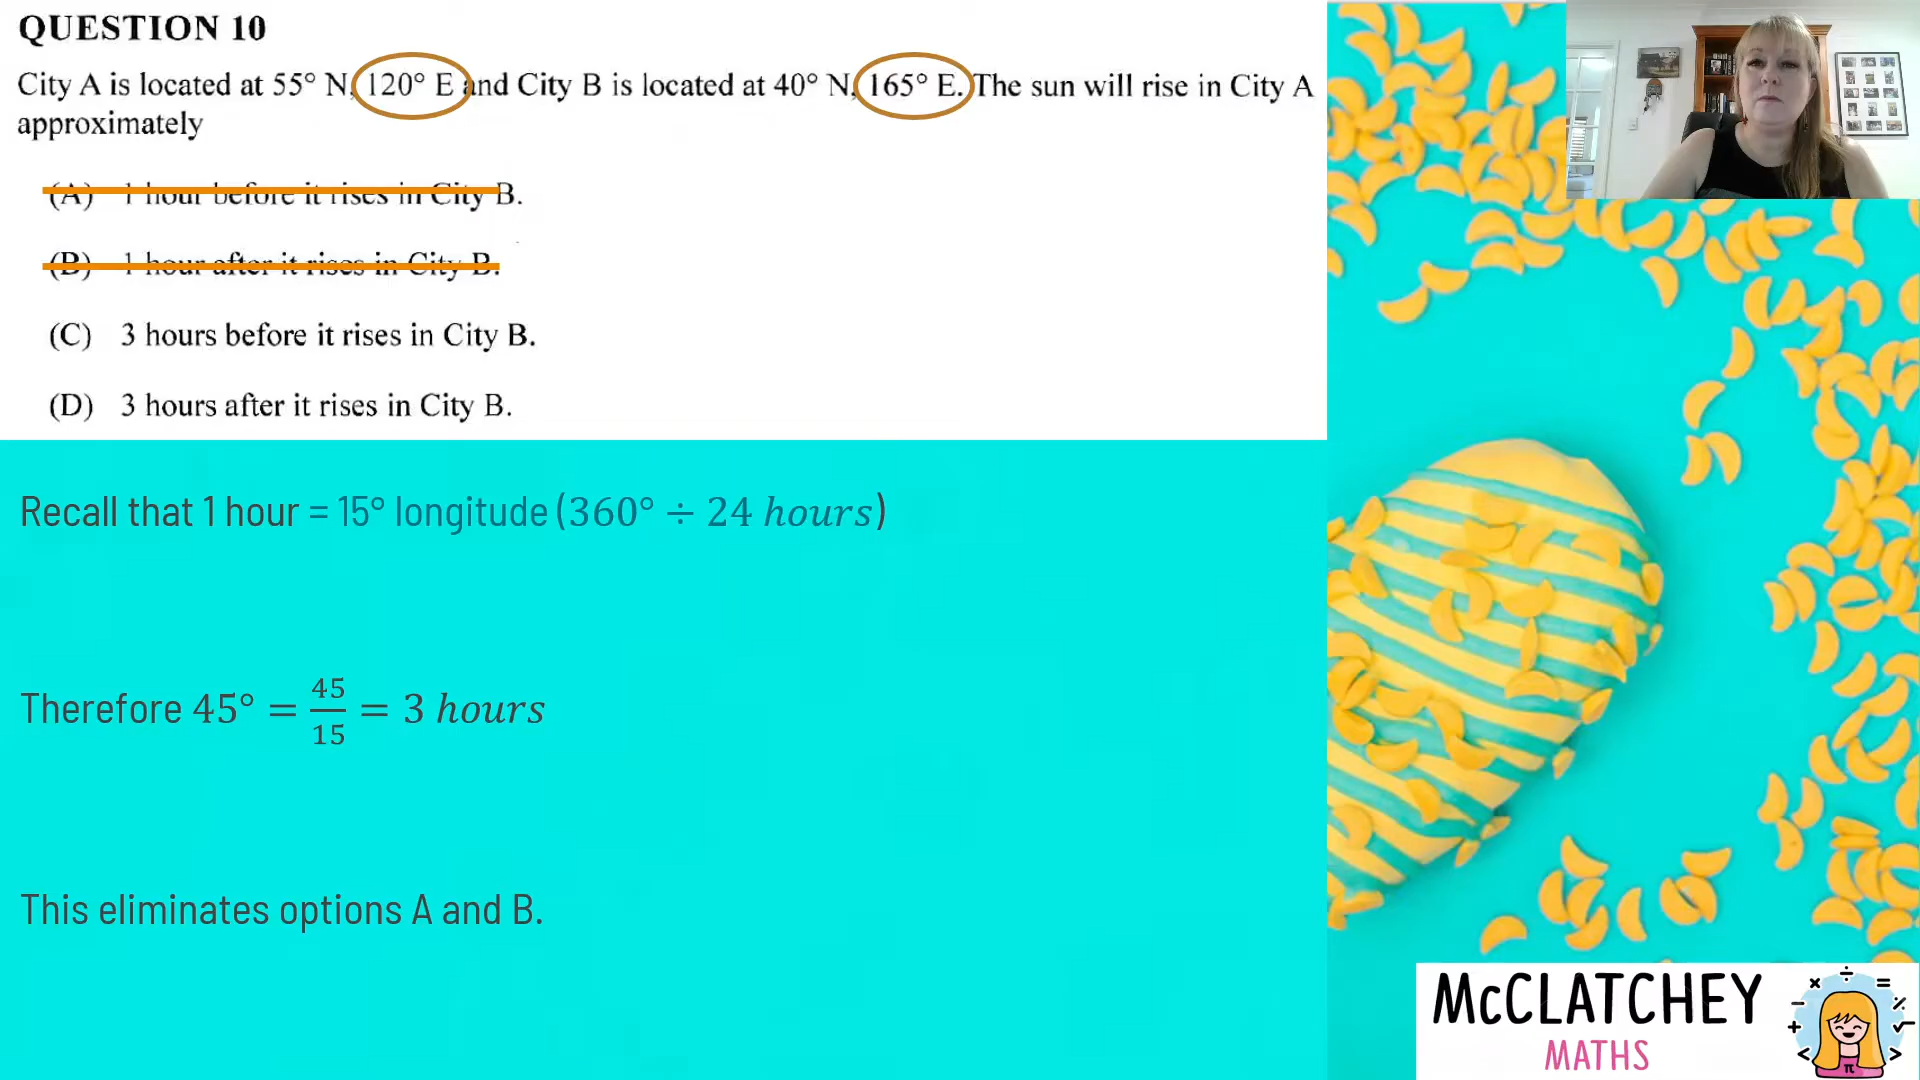 QUESTION 10
City A is located at 55° N, 120° E and City B is located at 40° N, 165° E. The sun will rise in City A
approximately
(A) 1 hour before it rises in City B.
(B) 1 hour after it rises in City B.
(C) 3 hours before it rises in City B.
(D) 3 hours after it rises in City B.
Recall that 1 hour = 15° longitude (360° ÷ 24 hours)
Therefore 45° = 45/15 = 3 hours
This eliminates options A and B.
McCLATCHEY
MATHS